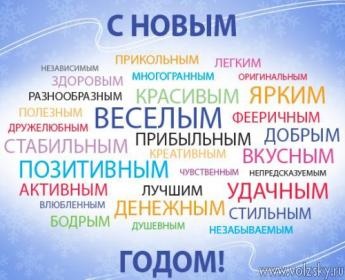 С НОВЫМ
ПРИКОЛЬНЫМ
НЕЗАВИСИМЫМ ЛЕГКИМ
ЗДОРОВЫМ МНОГОГРАННЫМ ОРИГИНАЛЬНЫМ
РАЗНООБРАЗНЫМ КРАСИВЫМ ЯРКИМ
ПОЛЕЗНЫМ ВЕСЕЛЫМ ФЕЕРИЧНЫМ
ДРУЖЕЛЮБНЫМ ПРИБЫЛЬНЫМ ДОБРЫМ
СТАБИЛЬНЫМ КРЕАТИВНЫМ ВКУСНЫМ
ПОЗИТИВНЫМ ЧУВСТВЕННЫМ НЕПРЕДСКАЗУЕМЫМ
АКТИВНЫМ ЛУЧШИМ УДАЧНЫМ
ВЛЮБЛЕННЫМ ДЕНЕЖНЫМ СТИЛЬНЫМ
БОДРЫМ ДУШЕВНЫМ НЕЗАБЫВАЕМЫМ
ГОДОМ!
www.volzsky.ru